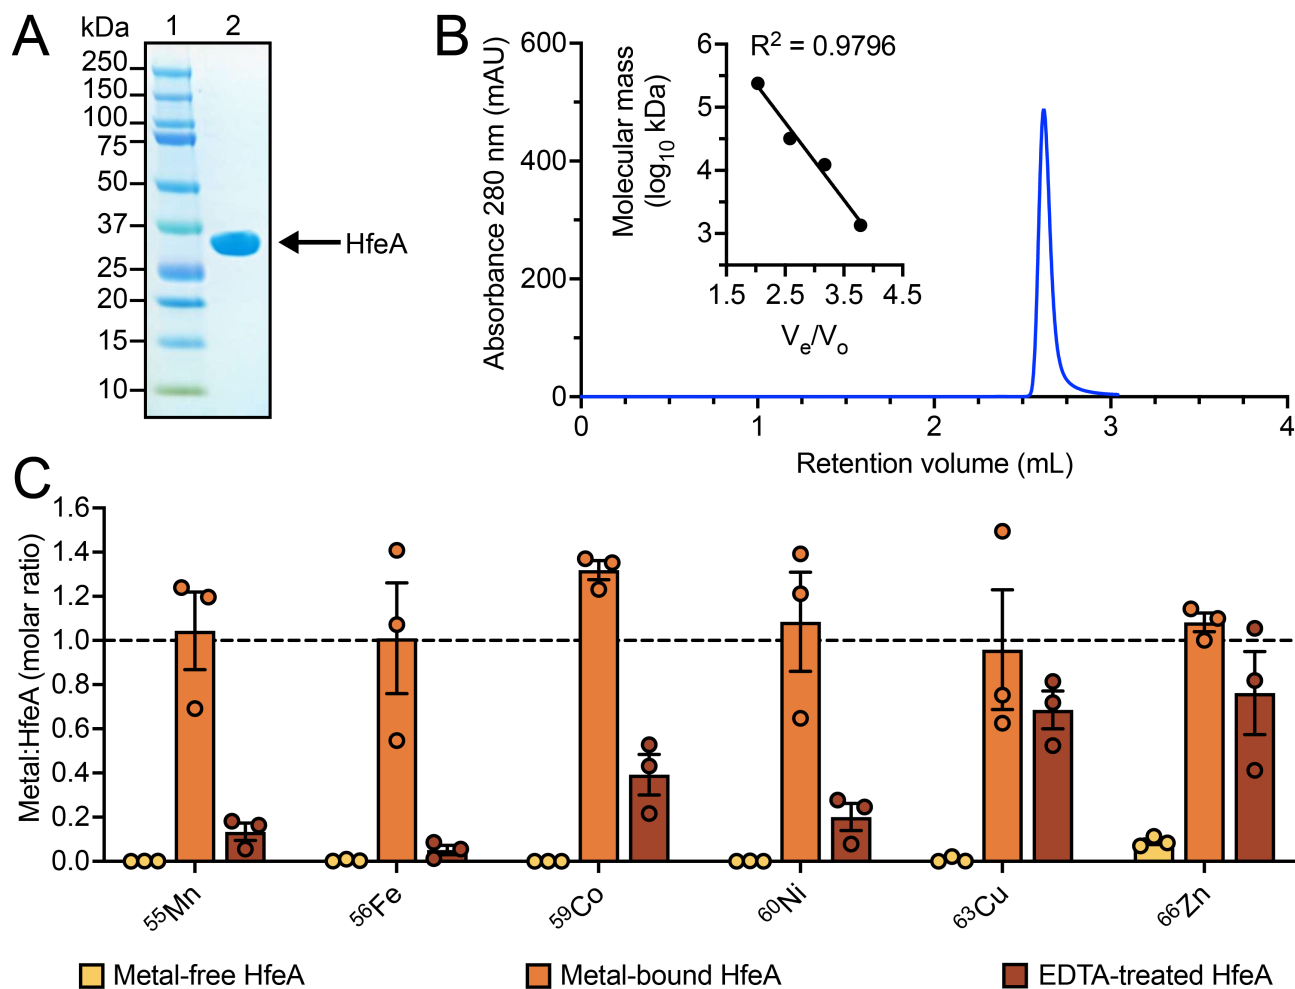 A
kDa
1
2
250
150
100
75
50
37
25
20
15
10
HfeA
B
Absorbance 280 nm (mAU)
600
400
200
0
0
1
2
3
4
Retention volume (mL)
Molecular mass
(log10 kDa)
R2 = 0.9796
6
5
4
3
1.5
2.5
3.5
4.5
Ve/Vo
C
Metal:HfeA (molar ratio)
1.6
1.4
1.2
1.0
0.8
0.6
0.4
0.2
0.0
55Mn
56Fe
59Co
60Ni
63Cu
66Zn
Metal-free HfeA
Metal-bound HfeA
EDTA-treated HfeA